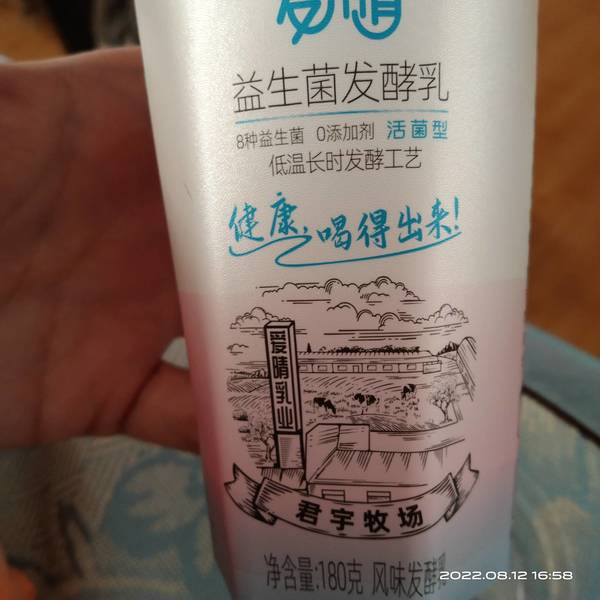 益生菌发酵乳
8种益生菌 0添加剂 活菌型
低温长时发酵工艺
健康,喝得出来!
爱晴乳业
君宇牧场
净含量:180克 风味发酵乳
2022.08.12 16:58